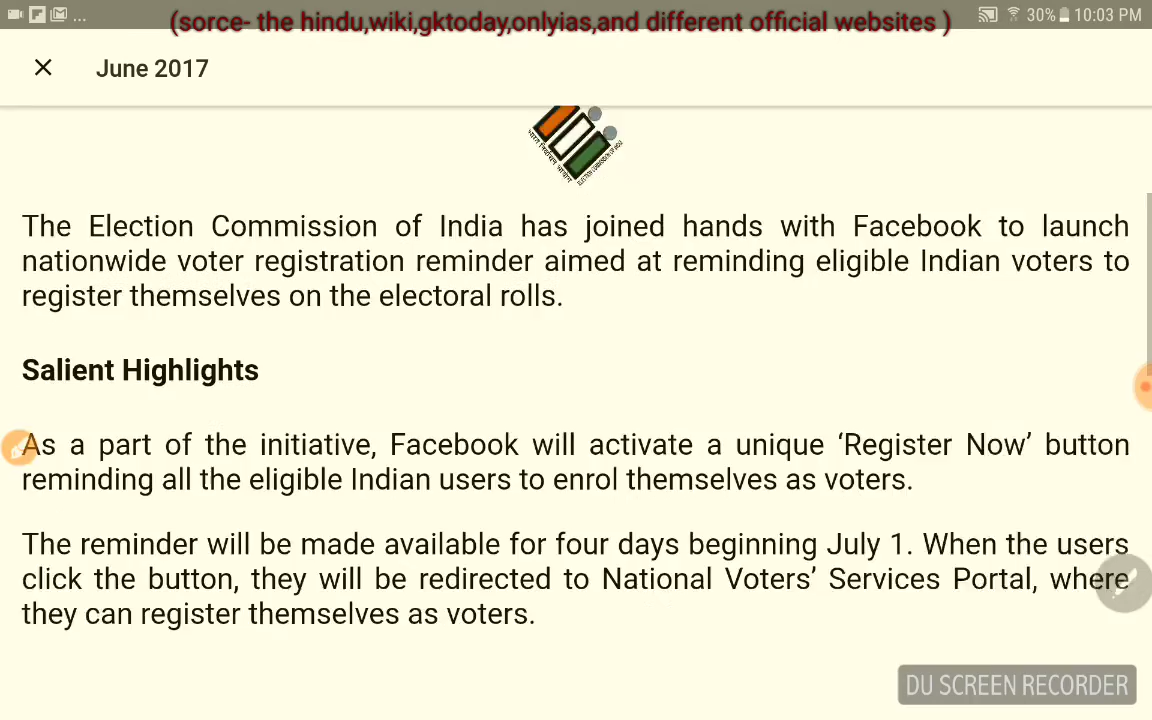 (sorce- the hindu,wiki,gktoday,onlyias,and different official websites )
... 30% 10:03 PM
× June 2017
The Election Commission of India has joined hands with Facebook to launch
nationwide voter registration reminder aimed at reminding eligible Indian voters to
register themselves on the electoral rolls.
Salient Highlights
As a part of the initiative, Facebook will activate a unique ‘Register Now’ button
reminding all the eligible Indian users to enrol themselves as voters.
The reminder will be made available for four days beginning July 1. When the users
click the button, they will be redirected to National Voters’ Services Portal, where
they can register themselves as voters.
DU SCREEN RECORDER